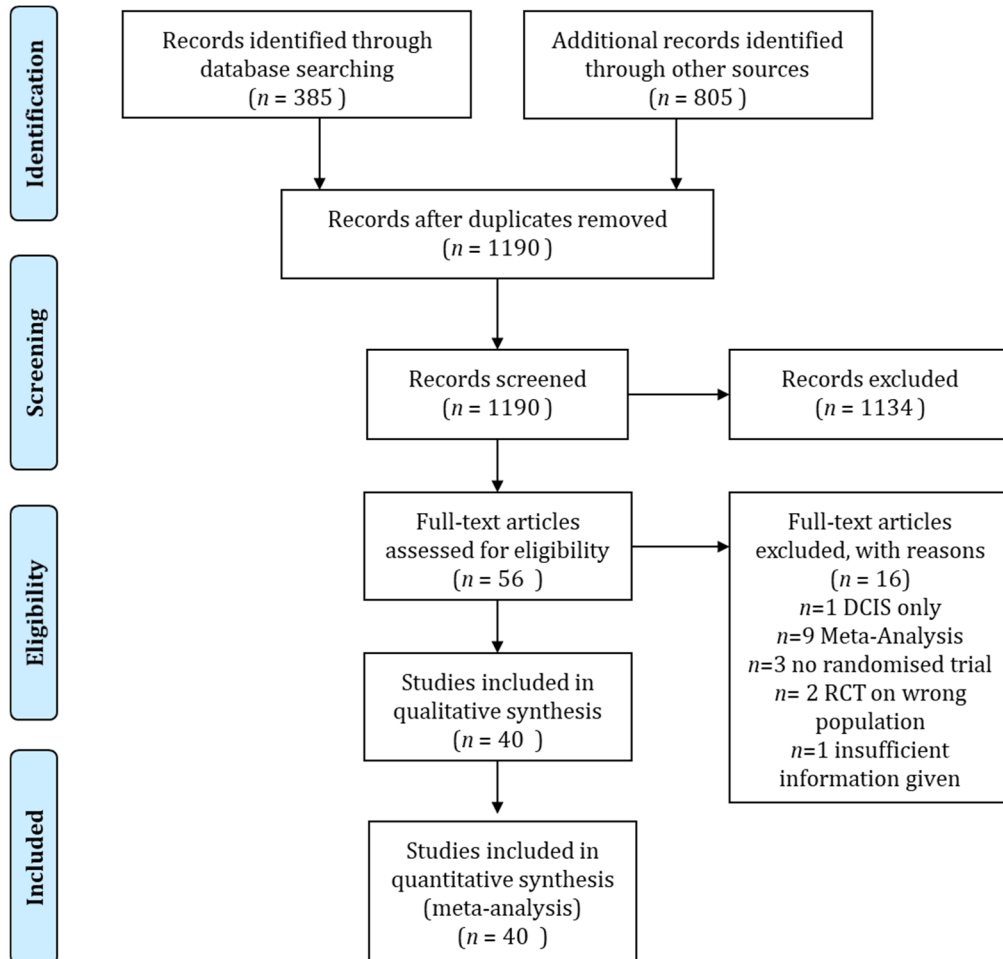 Identification
Records identified through
database searching
(n = 385 )
Additional records identified
through other sources
(n = 805 )
Records after duplicates removed
(n = 1190 )
Screening
Records screened
(n = 1190 )
Records excluded
(n = 1134 )
Eligibility
Full-text articles
assessed for eligibility
(n = 56 )
Full-text articles
excluded, with reasons
(n = 16)
n=1 DCIS only
n=9 Meta-Analysis
n=3 no randomised trial
n= 2 RCT on wrong
population
n=1 insufficient
information given
Studies included in
qualitative synthesis
(n = 40 )
Included
Studies included in
quantitative synthesis
(meta-analysis)
(n = 40 )